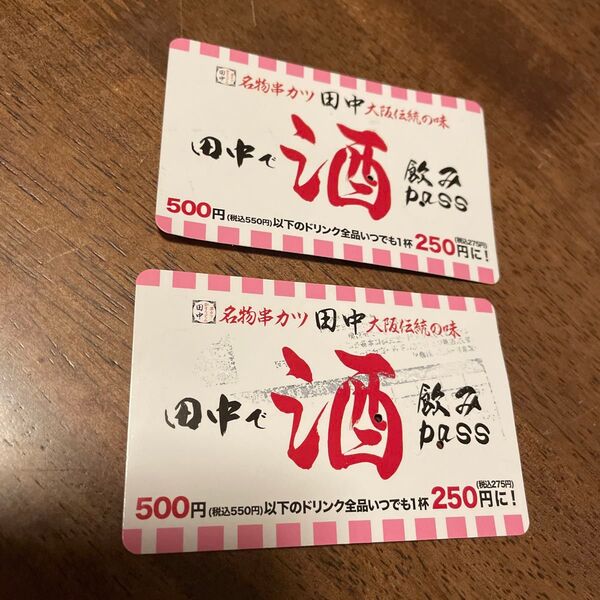 田中
名物串カツ 田中 大阪伝統の味
田中で 酒 飲み
pass
500円(税込550円)以下のドリンク全品いつでも1杯250円に!
(税込275円)
田中
名物串カツ 田中 大阪伝統の味
田中で 酒 飲み
pass
500円(税込550円)以下のドリンク全品いつでも1杯250円に!
(税込275円)